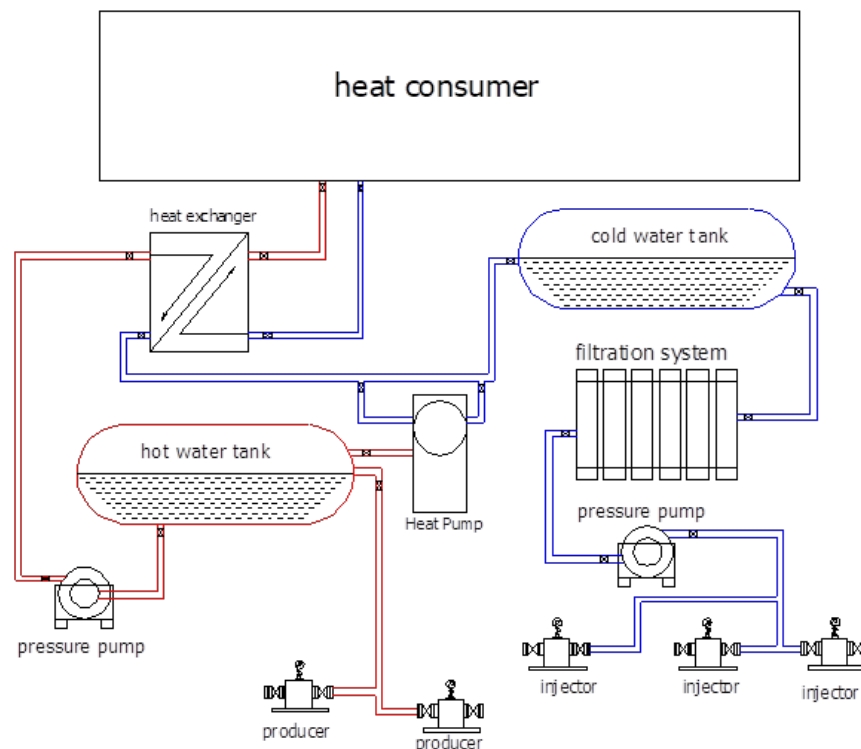 heat consumer
heat exchanger
cold water tank
filtration system
hot water tank
Heat Pump
pressure pump
pressure pump
injector
injector
injector
producer
producer